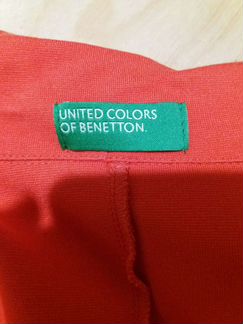 UNITED COLORS
OF BENETTON.